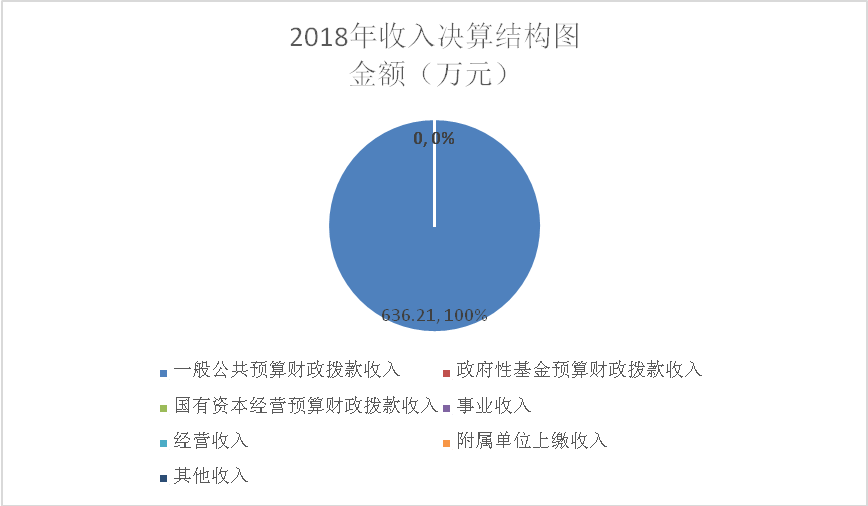 2018年收入决算结构图
金额（万元）
0, 0%
636.21, 100%
一般公共预算财政拨款收入
政府性基金预算财政拨款收入
国有资本经营预算财政拨款收入
事业收入
经营收入
附属单位上缴收入
其他收入